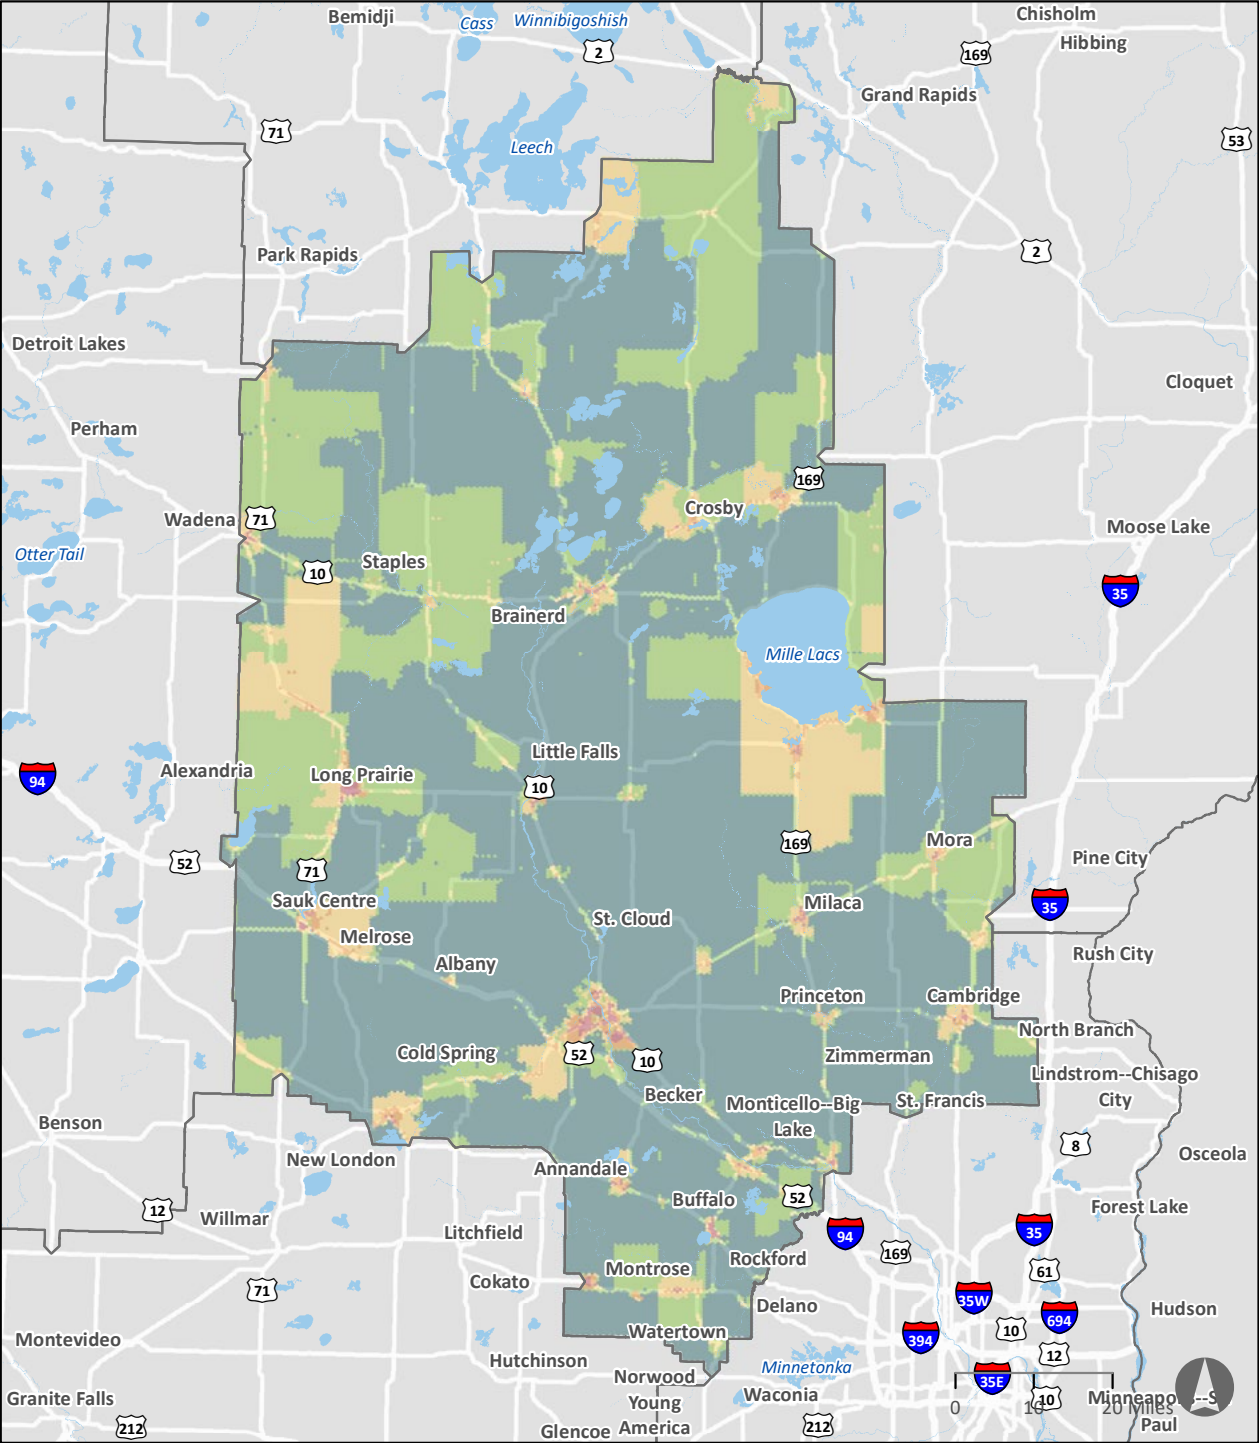 Bemidji
Cass
Winnibigoshish
Chisholm
Hibbing
2
169
Grand Rapids
71
53
Leech
Park Rapids
2
Detroit Lakes
Cloquet
Perham
169
Crosby
Wadena
71
Moose Lake
Otter Tail
Staples
10
35
Brainerd
Mille Lacs
Little Falls
Alexandria
Long Prairie
94
10
169
Mora
52
71
Pine City
Sauk Centre
Milaca
35
St. Cloud
Melrose
Rush City
Albany
Princeton
Cambridge
North Branch
Cold Spring
52
10
Zimmerman
Lindstrom--Chisago
City
Becker
Monticello--Big
Lake
St. Francis
Benson
8
New London
Annandale
Osceola
52
Buffalo
12
Willmar
Forest Lake
Litchfield
94
35
169
Rockford
Montrose
61
Cokato
71
35W
Delano
Hudson
694
10
Watertown
394
Montevideo
12
Hutchinson
Minnetonka
Norwood
Young
America
35E
Waconia
Granite Falls
0
10
20 Miles
10
Paul
212
Glencoe
212